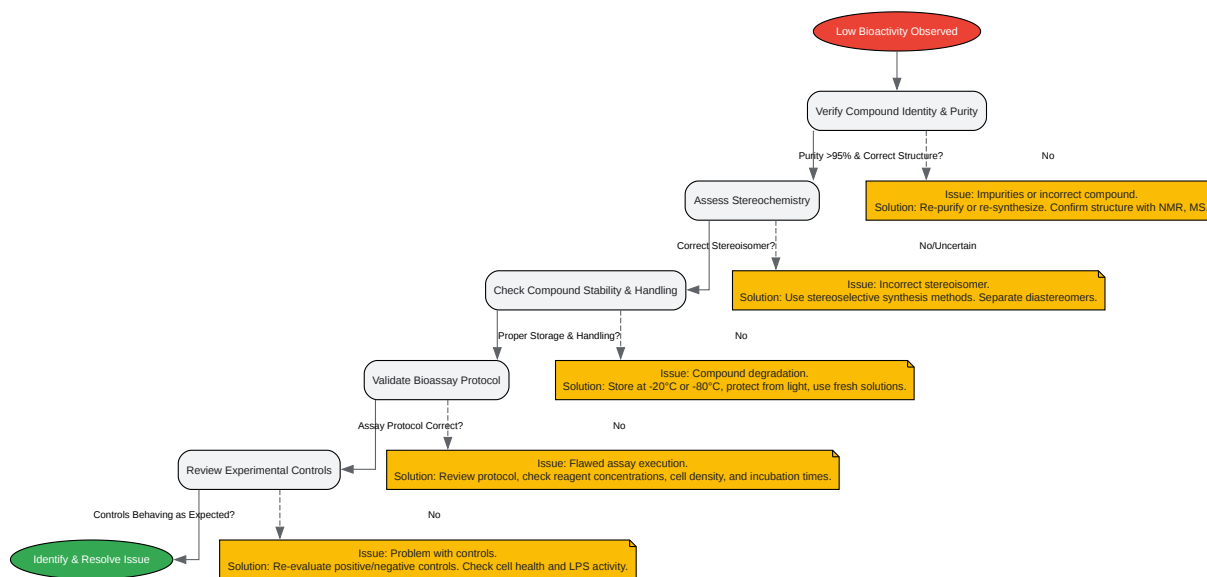 Low Bioactivity Observed
Verify Compound Identity & Purity
Purity >95% & Correct Structure?
No
Assess Stereochemistry
Issue: Impurities or incorrect compound.
Solution: Re-purify or re-synthesize. Confirm structure with NMR, MS.
Correct Stereoisomer?
No/Uncertain
Check Compound Stability & Handling
Issue: Incorrect stereoisomer.
Solution: Use stereoselective synthesis methods. Separate diastereomers.
Proper Storage & Handling?
No
Validate Bioassay Protocol
Issue: Compound degradation.
Solution: Store at -20°C or -80°C, protect from light, use fresh solutions.
Assay Protocol Correct?
No
Review Experimental Controls
Issue: Flawed assay execution.
Solution: Review protocol, check reagent concentrations, cell density, and incubation times.
Controls Behaving as Expected?
No
Identify & Resolve Issue
Issue: Problem with controls.
Solution: Re-evaluate positive/negative controls. Check cell health and LPS activity.